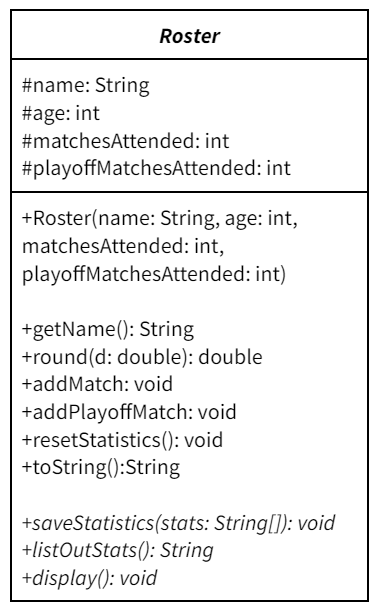 Roster
#name: String
#age: int
#matchesAttended: int
#playoffMatchesAttended: int
+Roster(name: String, age: int,
matchesAttended: int,
playoffMatchesAttended: int)
+getName(): String
+round(d: double): double
+addMatch: void
+addPlayoffMatch: void
+resetStatistics(): void
+toString():String
+saveStatistics(stats: String[]): void
+listOutStats(): String
+display(): void